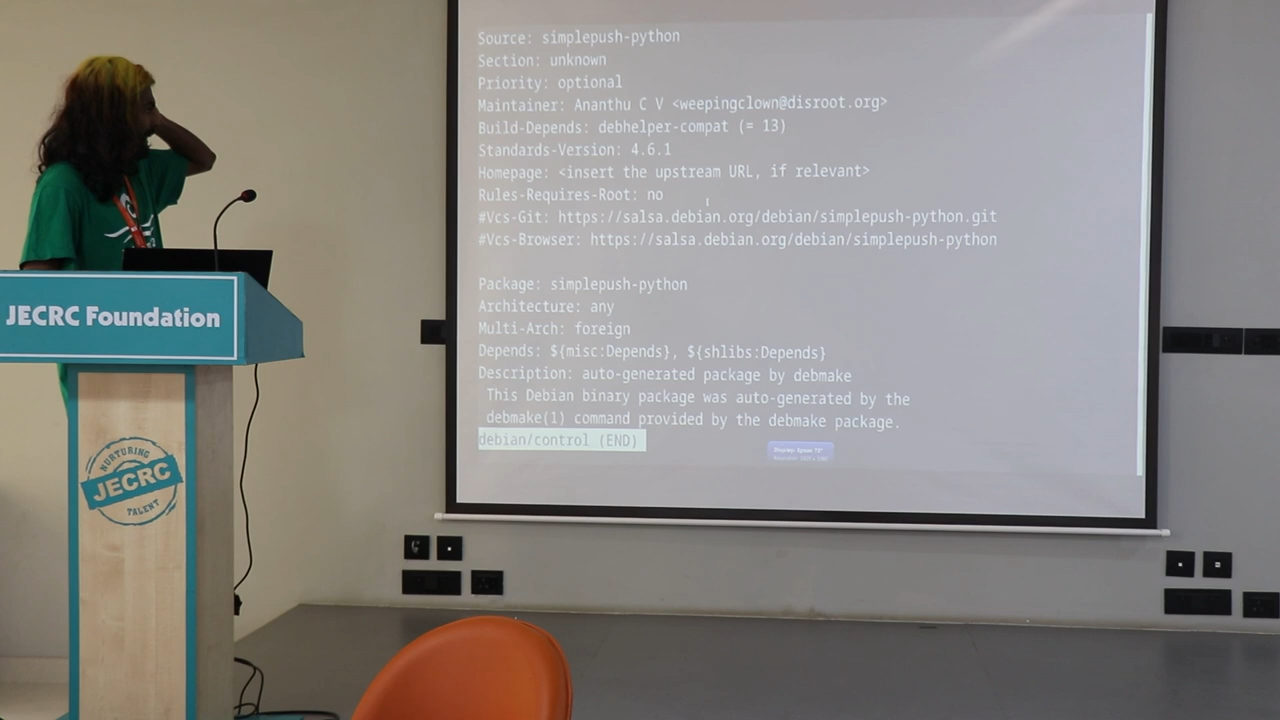 Source: simplepush-python
Section: unknown
Priority: optional
Maintainer: Ananthu C V <weepingclown@disroot.org>
Build-Depends: debhelper-compat (= 13)
Standards-Version: 4.6.1
Homepage: <insert the upstream URL, if relevant>
Rules-Requires-Root: no
#Vcs-Git: https://salsa.debian.org/debian/simplepush-python.git
#Vcs-Browser: https://salsa.debian.org/debian/simplepush-python
Package: simplepush-python
Architecture: any
Multi-Arch: foreign
Depends: ${misc:Depends}, ${shlibs:Depends}
Description: auto-generated package by debmake
This Debian binary package was auto-generated by the
debmake(1) command provided by the debmake package.
debian/control (END)
Display: Epson 72"
JECRC Foundation
NURTURING
JECRC
TALENT